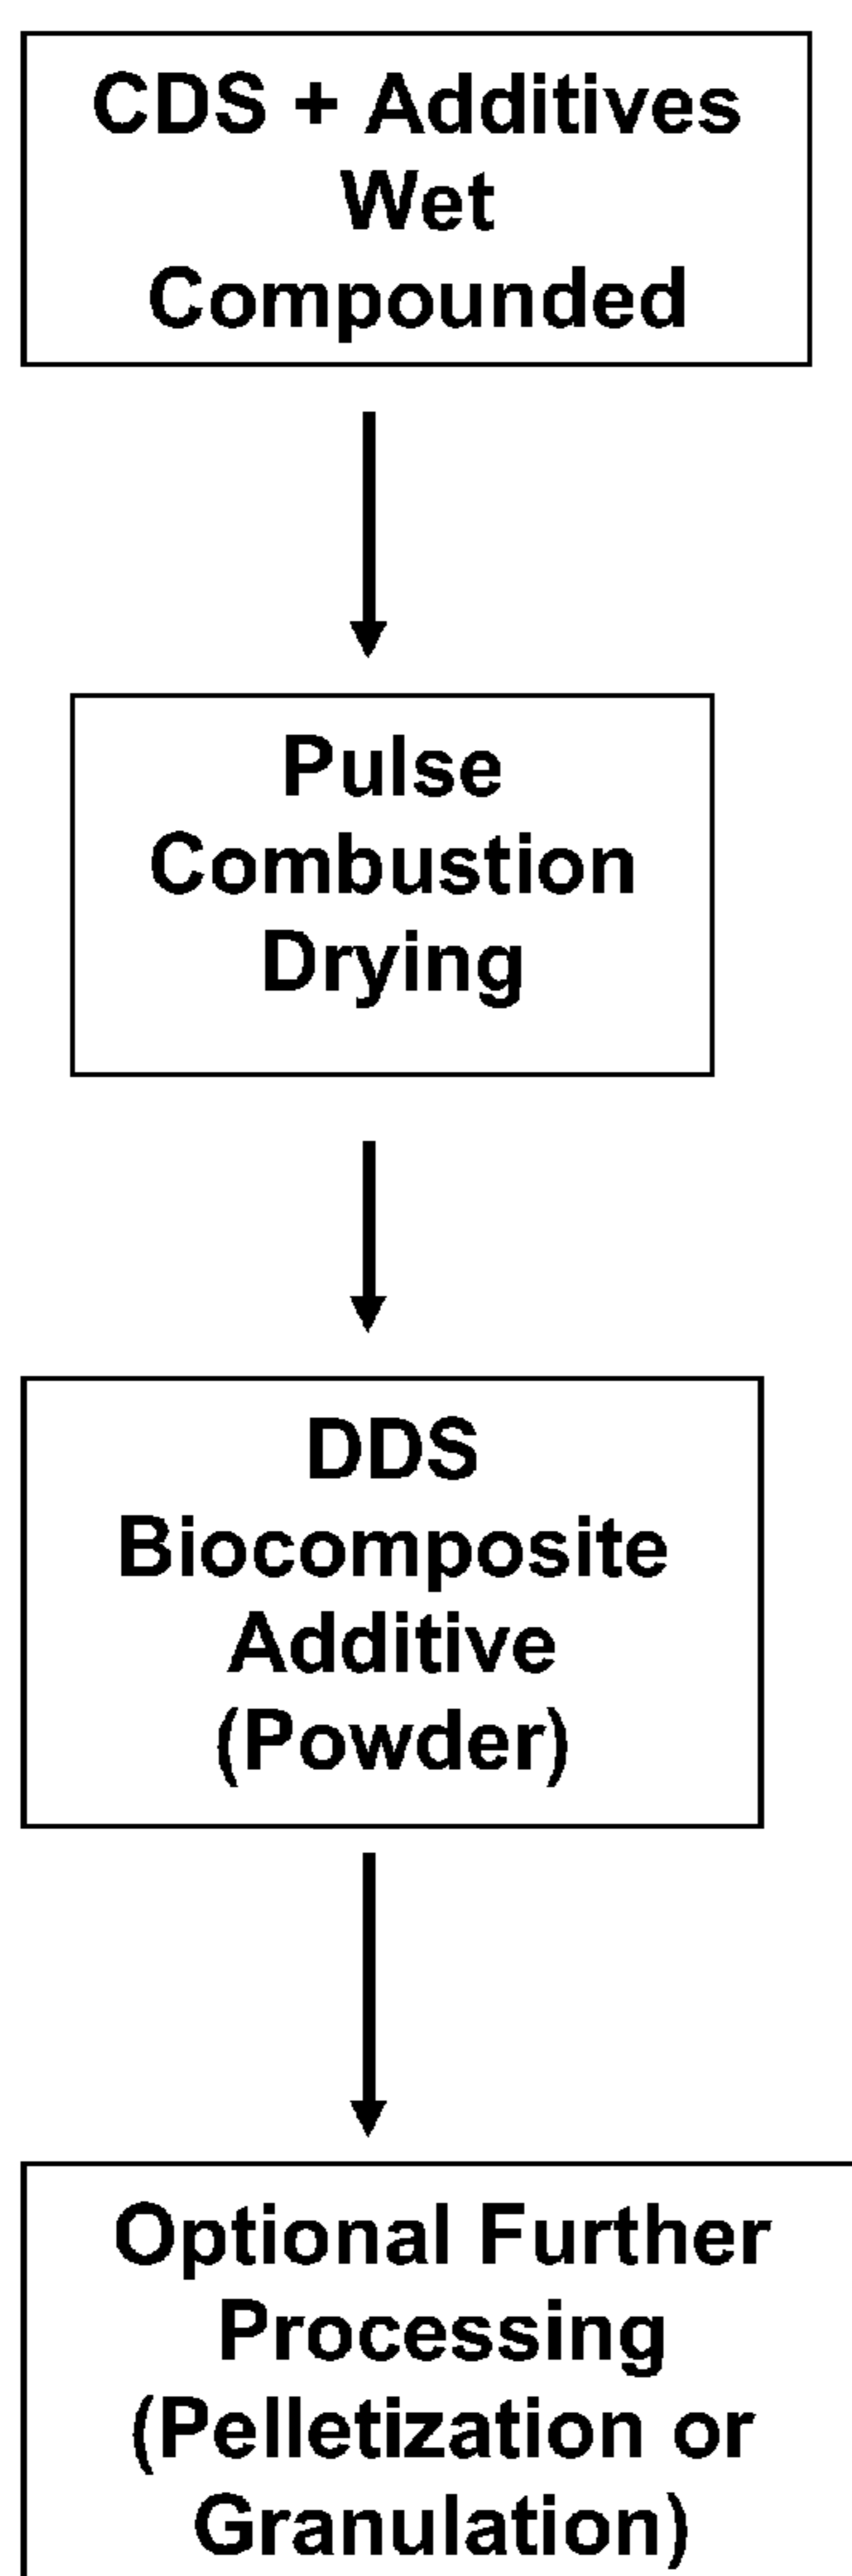 CDS + Additives
Wet
Compounded
Pulse
Combustion
Drying
DDS
Biocomposite
Additive
(Powder)
Optional Further
Processing
(Pelletization or
Granulation)